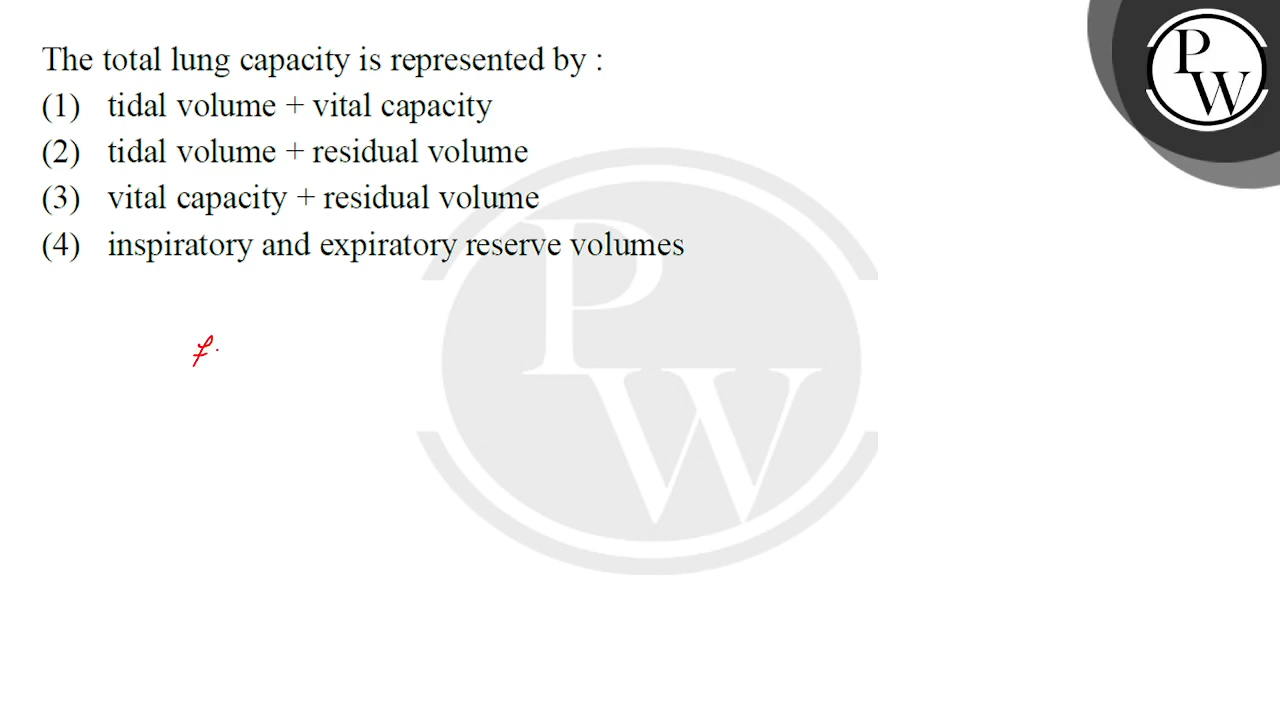 The total lung capacity is represented by :
(1) tidal volume + vital capacity
(2) tidal volume + residual volume
(3) vital capacity + residual volume
(4) inspiratory and expiratory reserve volumes
PW
PW